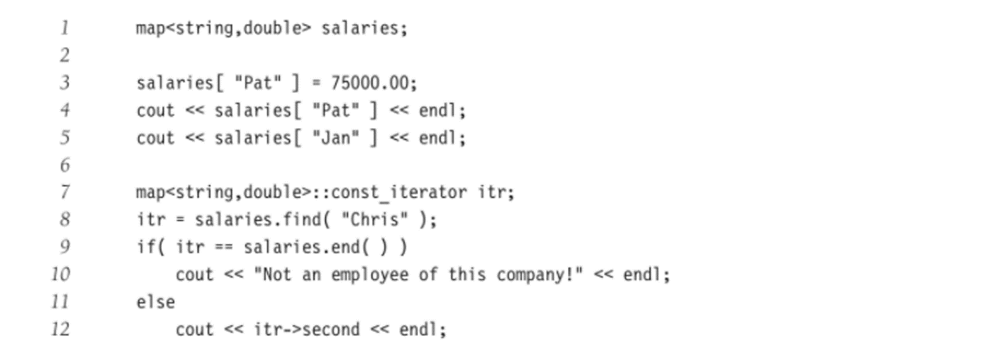 1 map<string,double> salaries;
2
3 salaries[ "Pat" ] = 75000.00;
4 cout << salaries[ "Pat" ] << endl;
5 cout << salaries[ "Jan" ] << endl;
6
7 map<string,double>::const_iterator itr;
8 itr = salaries.find( "Chris" );
9 if( itr == salaries.end( ) )
10 cout << "Not an employee of this company!" << endl;
11 else
12 cout << itr->second << endl;